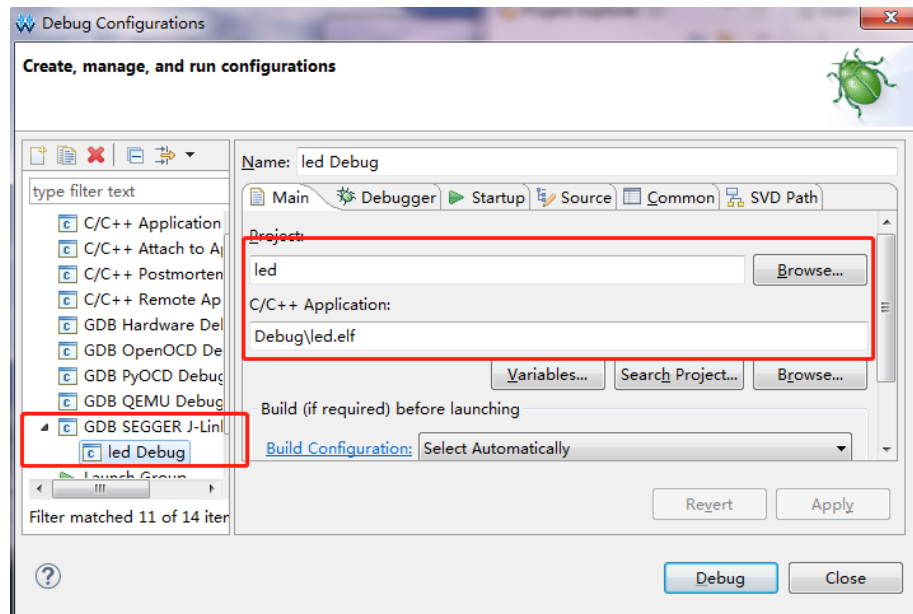 Debug Configurations
Create, manage, and run configurations
type filter text
C/C++ Application
C/C++ Attach to A
C/C++ Postmorten
C/C++ Remote Ap
GDB Hardware Del
GDB OpenOCD De
GDB PyOCD Debug
GDB QEMU Debug
GDB SEGGER J-Lin
led Debug
Launch Group
Filter matched 11 of 14 iter
Name: led Debug
Main Debugger Startup Source Common SVD Path
Project:
led Browse...
C/C++ Application:
Debug\led.elf
Variables... Search Project... Browse...
Build (if required) before launching
Build Configuration: Select Automatically
Revert Apply
Debug Close